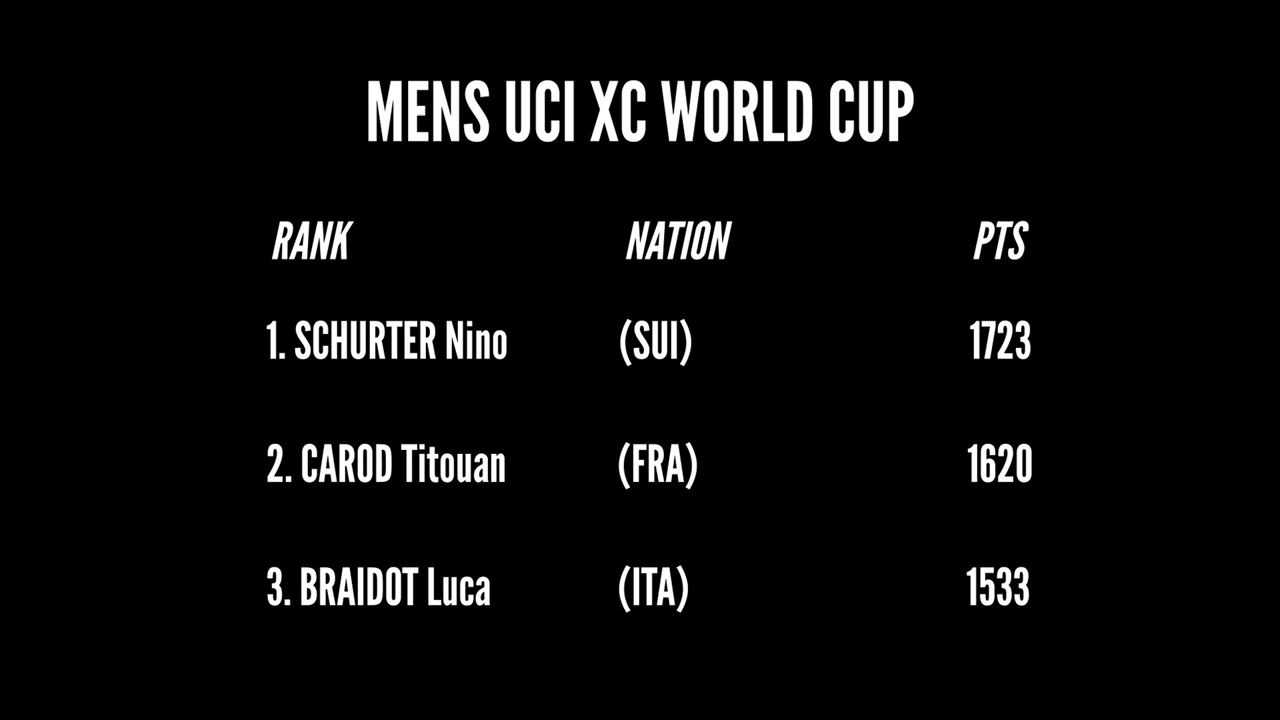 MENS UCI XC WORLD CUP
RANK NATION PTS
1. SCHURTER Nino (SUI) 1723
2. CAROD Titouan (FRA) 1620
3. BRAIDOT Luca (ITA) 1533